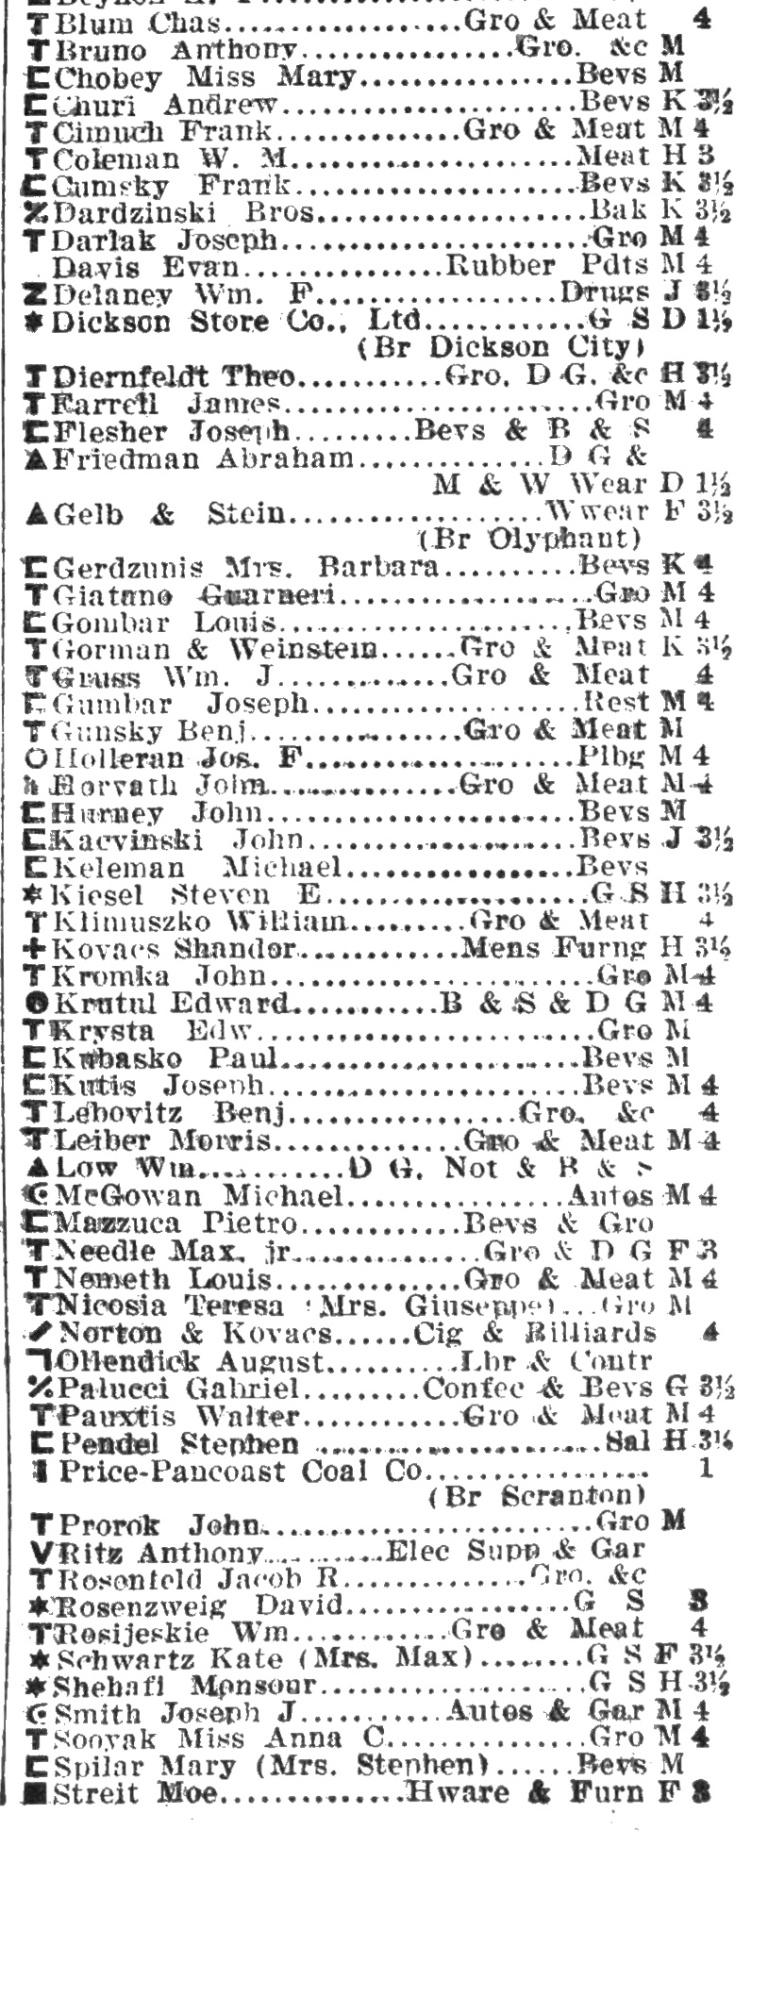 T Blum Chas....................Gro & Meat 4
T Bruno Anthony..................Gro. &c M
C Chobey Miss Mary................Bevs M
C Churi Andrew......................Bevs K 3½
T Cimuch Frank..............Gro & Meat M 4
T Coleman W. M......................Meat H 3
C Cumsky Frank.....................Bevs K 3½
% Dardzinski Bros....................Bak K 3½
T Darlak Joseph.......................Gro M 4
Davis Evan...............Rubber Pdts M 4
Z Delaney Wm. F..................Drugs J 3½
* Dickson Store Co., Ltd............G S D 1½
(Br Dickson City)
T Diernfeldt Theo..........Gro, D G, &c H 3½
T Farrell James.......................Gro M 4
C Flesher Joseph.........Bevs & B & S 4
▲ Friedman Abraham..............D G &
M & W Wear D 1½
▲ Gelb & Stein...................Wwear F 3½
(Br Olyphant)
C Gerdzunis Mrs. Barbara..........Bevs K 4
T Giatano Guarneri...................Gro M 4
C Gombar Louis......................Bevs M 4
T Gorman & Weinstein......Gro & Meat K 3½
T Gruss Wm. J.............Gro & Meat 4
C Gumbar Joseph....................Rest M 4
T Gunsky Benj..............Gro & Meat M
O Holleran Jos. F....................Plbg M 4
Horvath John..............Gro & Meat M 4
C Hurney John.......................Bevs M
C Kacvinski John....................Bevs J 3½
C Keleman Michael.................Bevs
* Kiesel Steven E....................G S H 3½
T Klimuszko William.........Gro & Meat 4
+ Kovacs Shandor............Mens Furng H 3½
T Kromka John........................Gro M 4
● Krutul Edward..........B & S & D G M 4
T Krysta Edw........................Gro M
C Kubasko Paul......................Bevs M
C Kutis Joseph.......................Bevs M 4
T Lebovitz Benj.................Gro, &c 4
T Leiber Morris..............Gro & Meat M 4
▲ Low Wm............D G, Not & B & S
C McGowan Michael................Autos M 4
C Mazzuca Pietro............Bevs & Gro
T Needle Max, jr..............Gro & D G F 3
T Nemeth Louis.............Gro & Meat M 4
T Nicosia Teresa (Mrs. Giuseppe)...Gro M
Norton & Kovacs......Cig & Billiards 4
Ollendick August..........Lbr & Contr
% Palucci Gabriel.........Confec & Bevs G 3½
T Pauxtis Walter............Gro & Meat M 4
C Pendel Stephen ......................Sal H 3½
Price-Pancoast Coal Co................. 1
(Br Scranton)
T Prorok John.........................Gro M
V Ritz Anthony..........Elec Supp & Gar
T Rosenfeld Jacob R..............Gro, &c
* Rosenzweig David.................G S 3
T Rosijeskie Wm............Gro & Meat 4
* Schwartz Kate (Mrs. Max)........G S F 3½
* Shehafi Monsour...................G S H 3½
C Smith Joseph J..........Autos & Gar M 4
T Sooyak Miss Anna C...............Gro M 4
C Spilar Mary (Mrs. Stephen)......Bevs M
■ Streit Moe..............Hware & Furn F 3